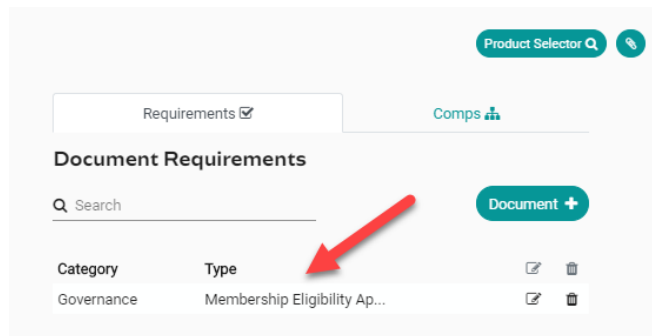 Product Selector
Requirements Comps
Document Requirements
Search Document
Category Type
Governance Membership Eligibility Ap...